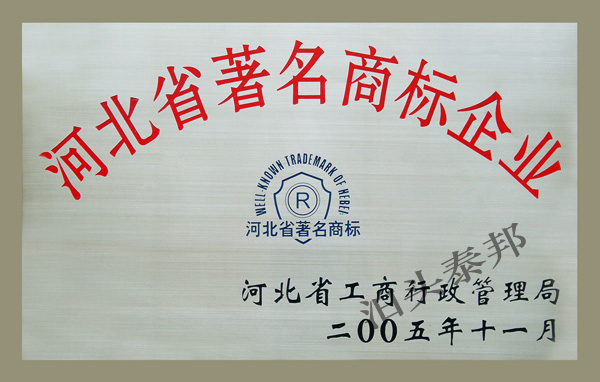 河北省著名商标企业
WELL-KNOWN TRADEMARK OF HEBEI
R
河北省著名商标
泊头泰邦
河北省工商行政管理局
二00五年十一月